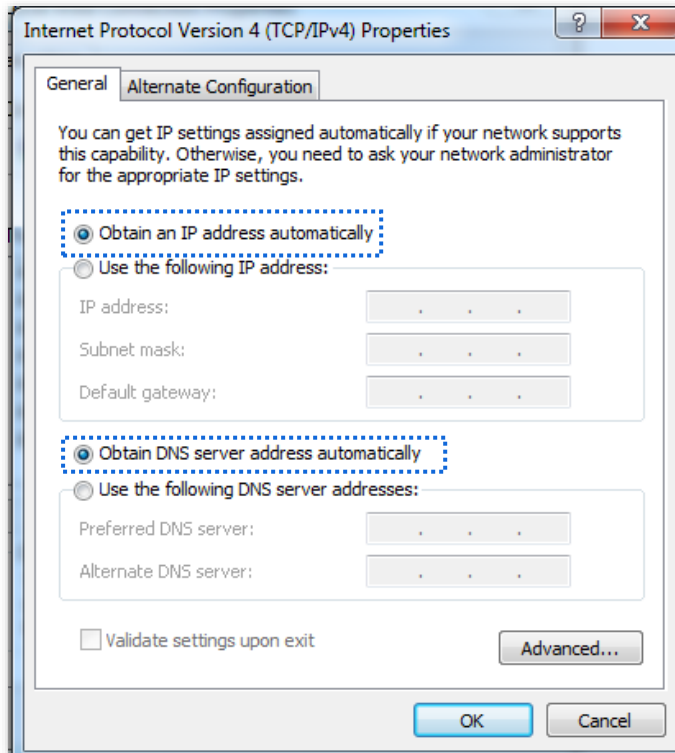 Internet Protocol Version 4 (TCP/IPv4) Properties
General
Alternate Configuration
You can get IP settings assigned automatically if your network supports
this capability. Otherwise, you need to ask your network administrator
for the appropriate IP settings.
Obtain an IP address automatically
Use the following IP address:
IP address:
Subnet mask:
Default gateway:
Obtain DNS server address automatically
Use the following DNS server addresses:
Preferred DNS server:
Alternate DNS server:
Validate settings upon exit
Advanced...
OK
Cancel